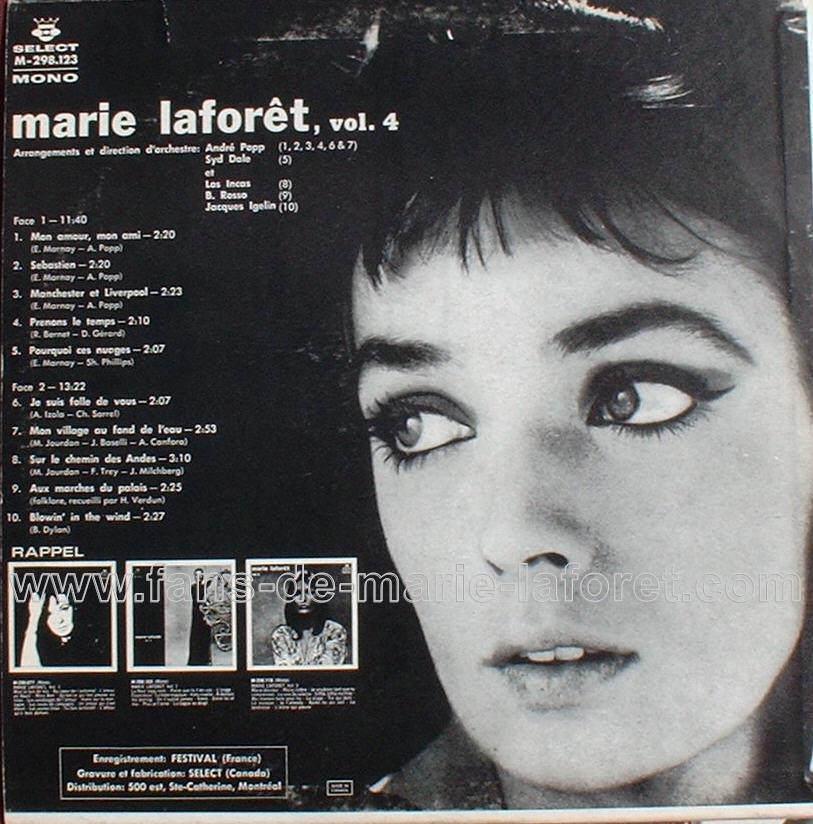 SELECT
M-298.123
MONO
marie laforêt, vol. 4
Arrangements et direction d'orchestre: André Popp (1, 2, 3, 4, 6 & 7)
Syd Dale (5)
et
Los Incas (8)
B. Rosso (9)
Jacques Igelin (10)
Face 1 — 11:40
1. Mon amour, mon ami — 2:20
(E. Marnay — A. Popp)
2. Sebastien — 2:20
(E. Marnay — A. Popp)
3. Manchester et Liverpool — 2:23
(E. Marnay — A. Popp)
4. Prenons le temps — 2:10
(R. Bernet — D. Gérard)
5. Pourquoi ces nuages — 2:07
(E. Marnay — Sh. Phillips)
Face 2 — 13:22
6. Je suis folle de vous — 2:07
(A. Izola — Ch. Sarrel)
7. Mon village au fond de l'eau — 2:53
(M. Jourdan — J. Baselli — A. Canfora)
8. Sur le chemin des Andes — 3:10
(M. Jourdan — F. Trey — J. Milchberg)
9. Aux marches du palais — 2:25
(folklore, recueilli par H. Verdun)
10. Blowin' in the wind — 2:27
(B. Dylan)
RAPPEL
marie laforêt
www.fans-de-marie-laforet.com
Enregistrement: FESTIVAL (France)
Gravure et fabrication: SELECT (Canada)
Distribution: 500 est, Ste-Catherine, Montréal
MADE IN
CANADA